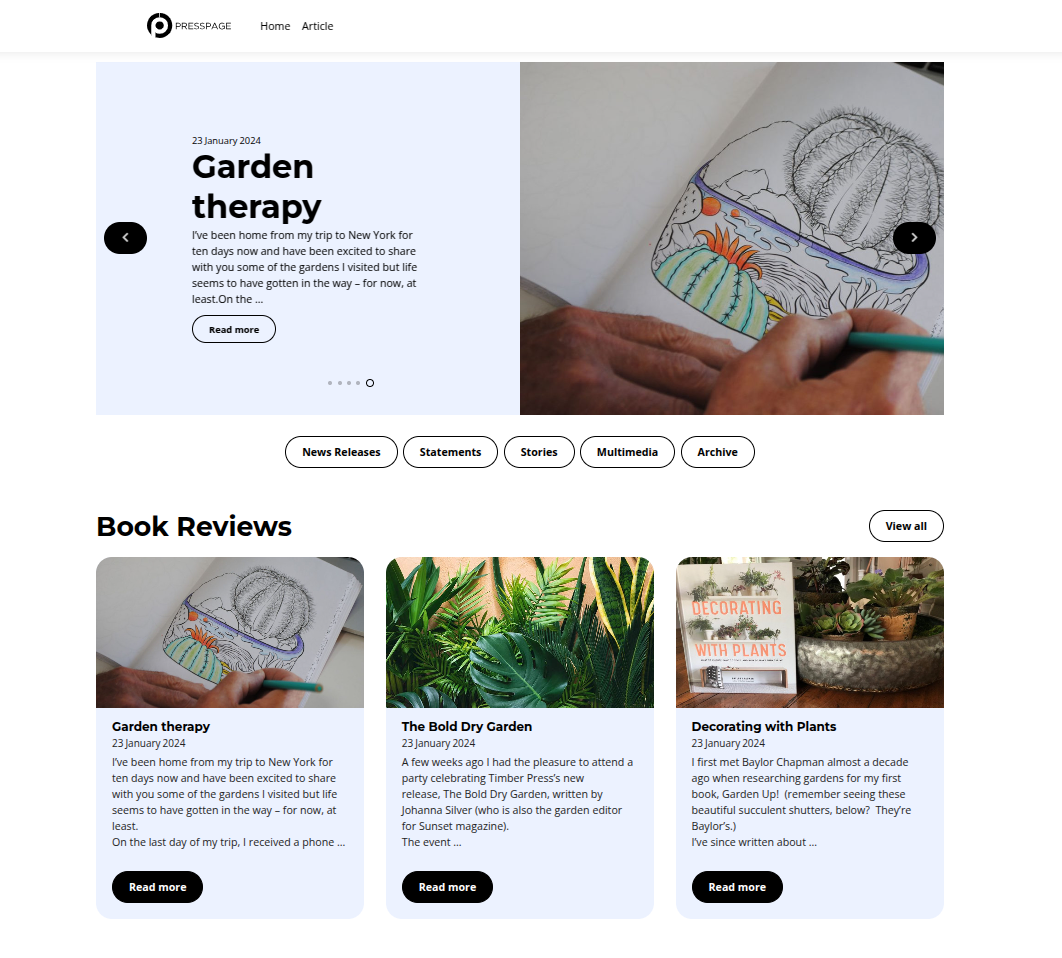 PRESSPAGE
Home
Article
23 January 2024
Garden
therapy
I've been home from my trip to New York for
ten days now and have been excited to share
with you some of the gardens I visited but life
seems to have gotten in the way – for now, at
least.On the ...
Read more
News Releases
Statements
Stories
Multimedia
Archive
Book Reviews
View all
Garden therapy
23 January 2024
I've been home from my trip to New York for
ten days now and have been excited to share
with you some of the gardens I visited but life
seems to have gotten in the way – for now, at
least.
On the last day of my trip, I received a phone ...
Read more
The Bold Dry Garden
23 January 2024
A few weeks ago I had the pleasure to attend a
party celebrating Timber Press's new
release, The Bold Dry Garden, written by
Johanna Silver (who is also the garden editor
for Sunset magazine).
The event ...
Read more
DECORATING
WITH PLANTS
Decorating with Plants
23 January 2024
I first met Baylor Chapman almost a decade
ago when researching gardens for my first
book, Garden Up!  (remember seeing these
beautiful succulent shutters, below?  They're
Baylor's.)
I've since written about ...
Read more